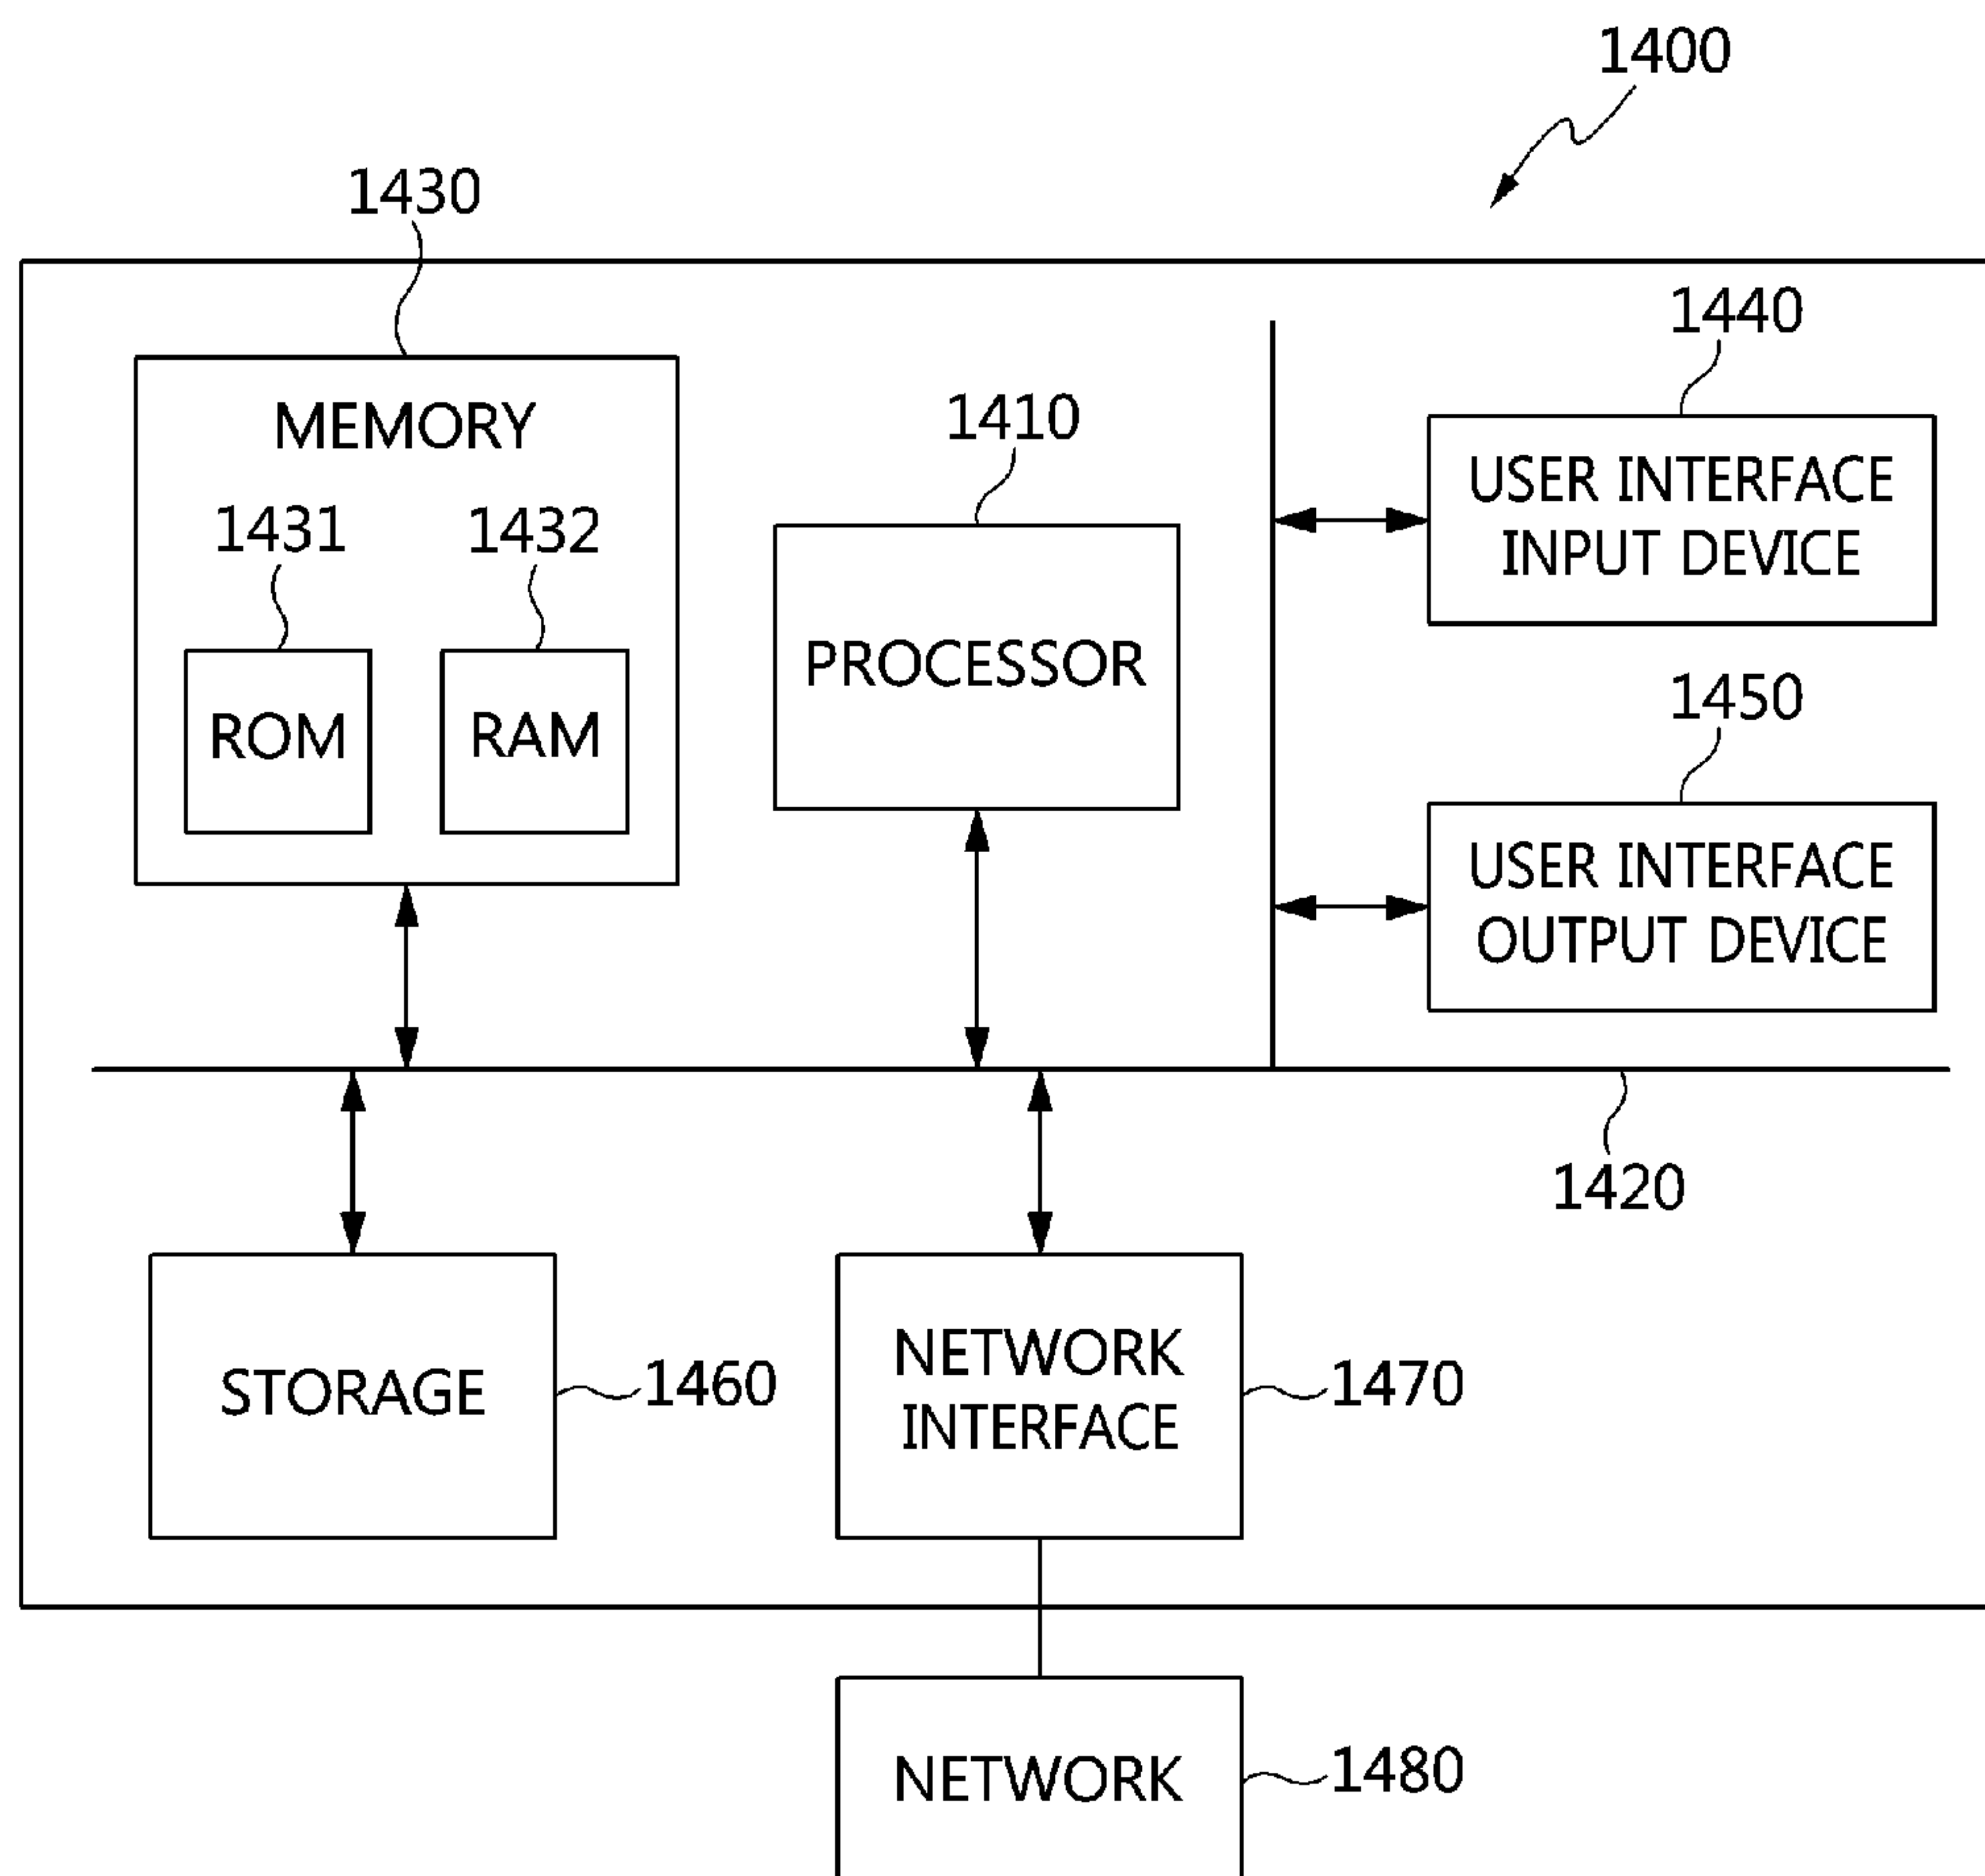 1400
1430
1440
MEMORY
1410
USER INTERFACE
INPUT DEVICE
1431
1432
PROCESSOR
1450
ROM
RAM
USER INTERFACE
OUTPUT DEVICE
1420
STORAGE
1460
NETWORK
INTERFACE
1470
NETWORK
1480